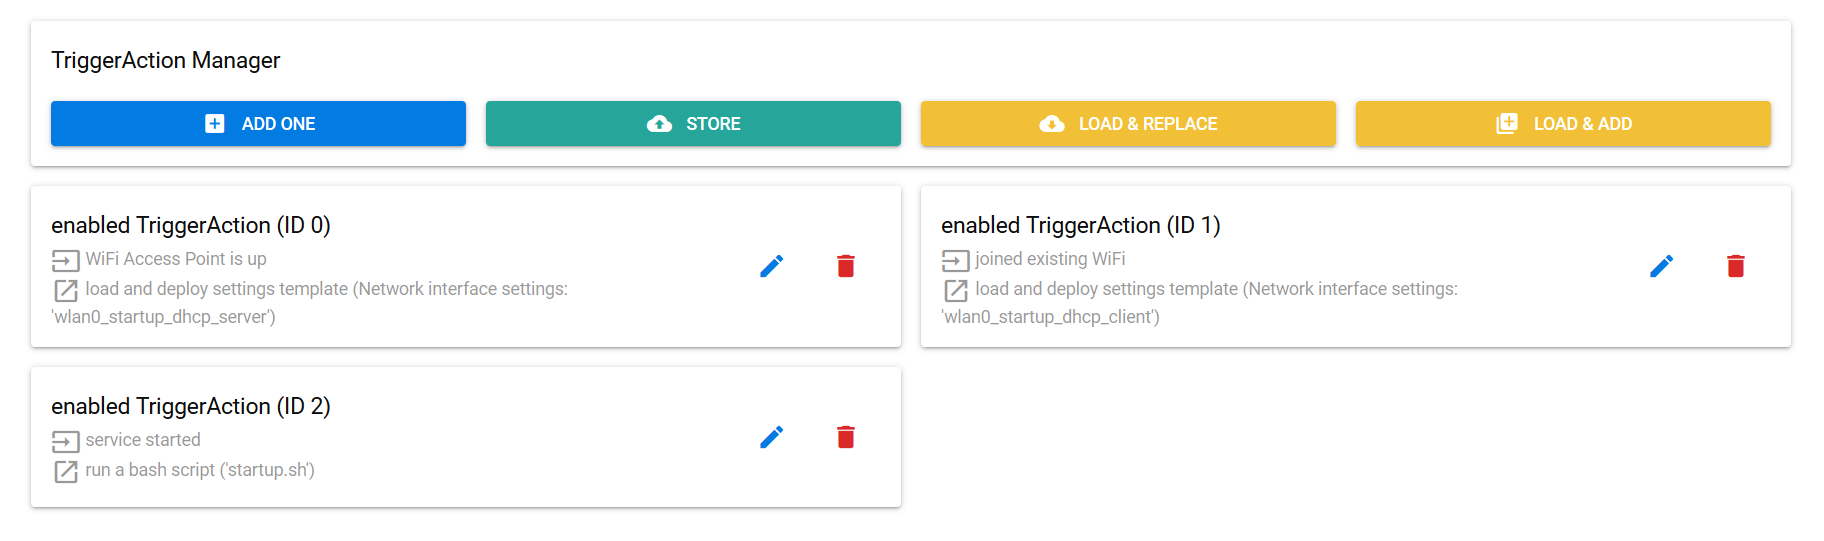 TriggerAction Manager
ADD ONE
STORE
LOAD & REPLACE
LOAD & ADD
enabled TriggerAction (ID 0)
WiFi Access Point is up
load and deploy settings template (Network interface settings:
'wlan0_startup_dhcp_server')
enabled TriggerAction (ID 1)
joined existing WiFi
load and deploy settings template (Network interface settings:
'wlan0_startup_dhcp_client')
enabled TriggerAction (ID 2)
service started
run a bash script ('startup.sh')